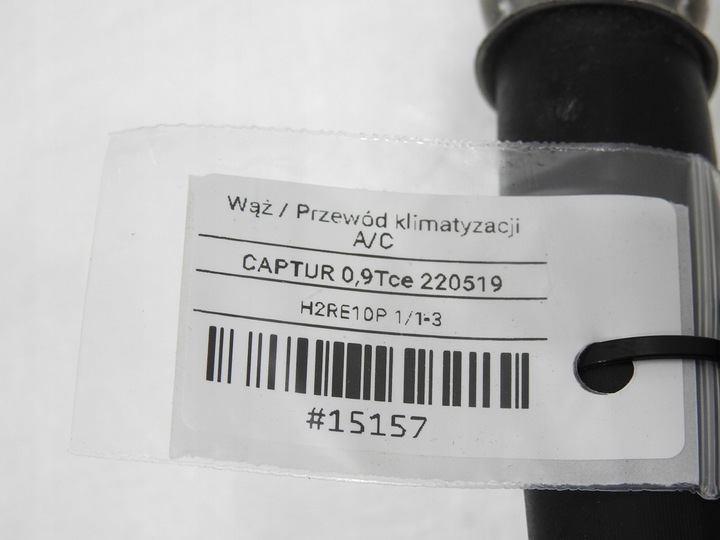 Wąż / Przewód klimatyzacji
A/C
CAPTUR 0,9Tce 220519
H2RE10P 1/1-3
#15157